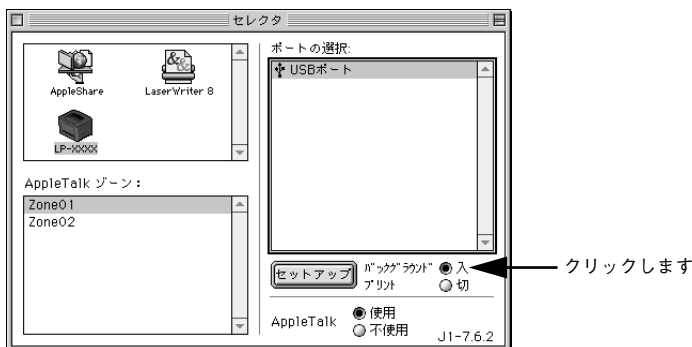 セレクタ
AppleShare
LaserWriter 8
LP-XXXX
AppleTalk ゾーン：
Zone01
Zone02
ポートの選択:
USBポート
セットアップ
バックグラウンド
プリント
入
切
クリックします
AppleTalk
使用
不使用
J1-7.6.2